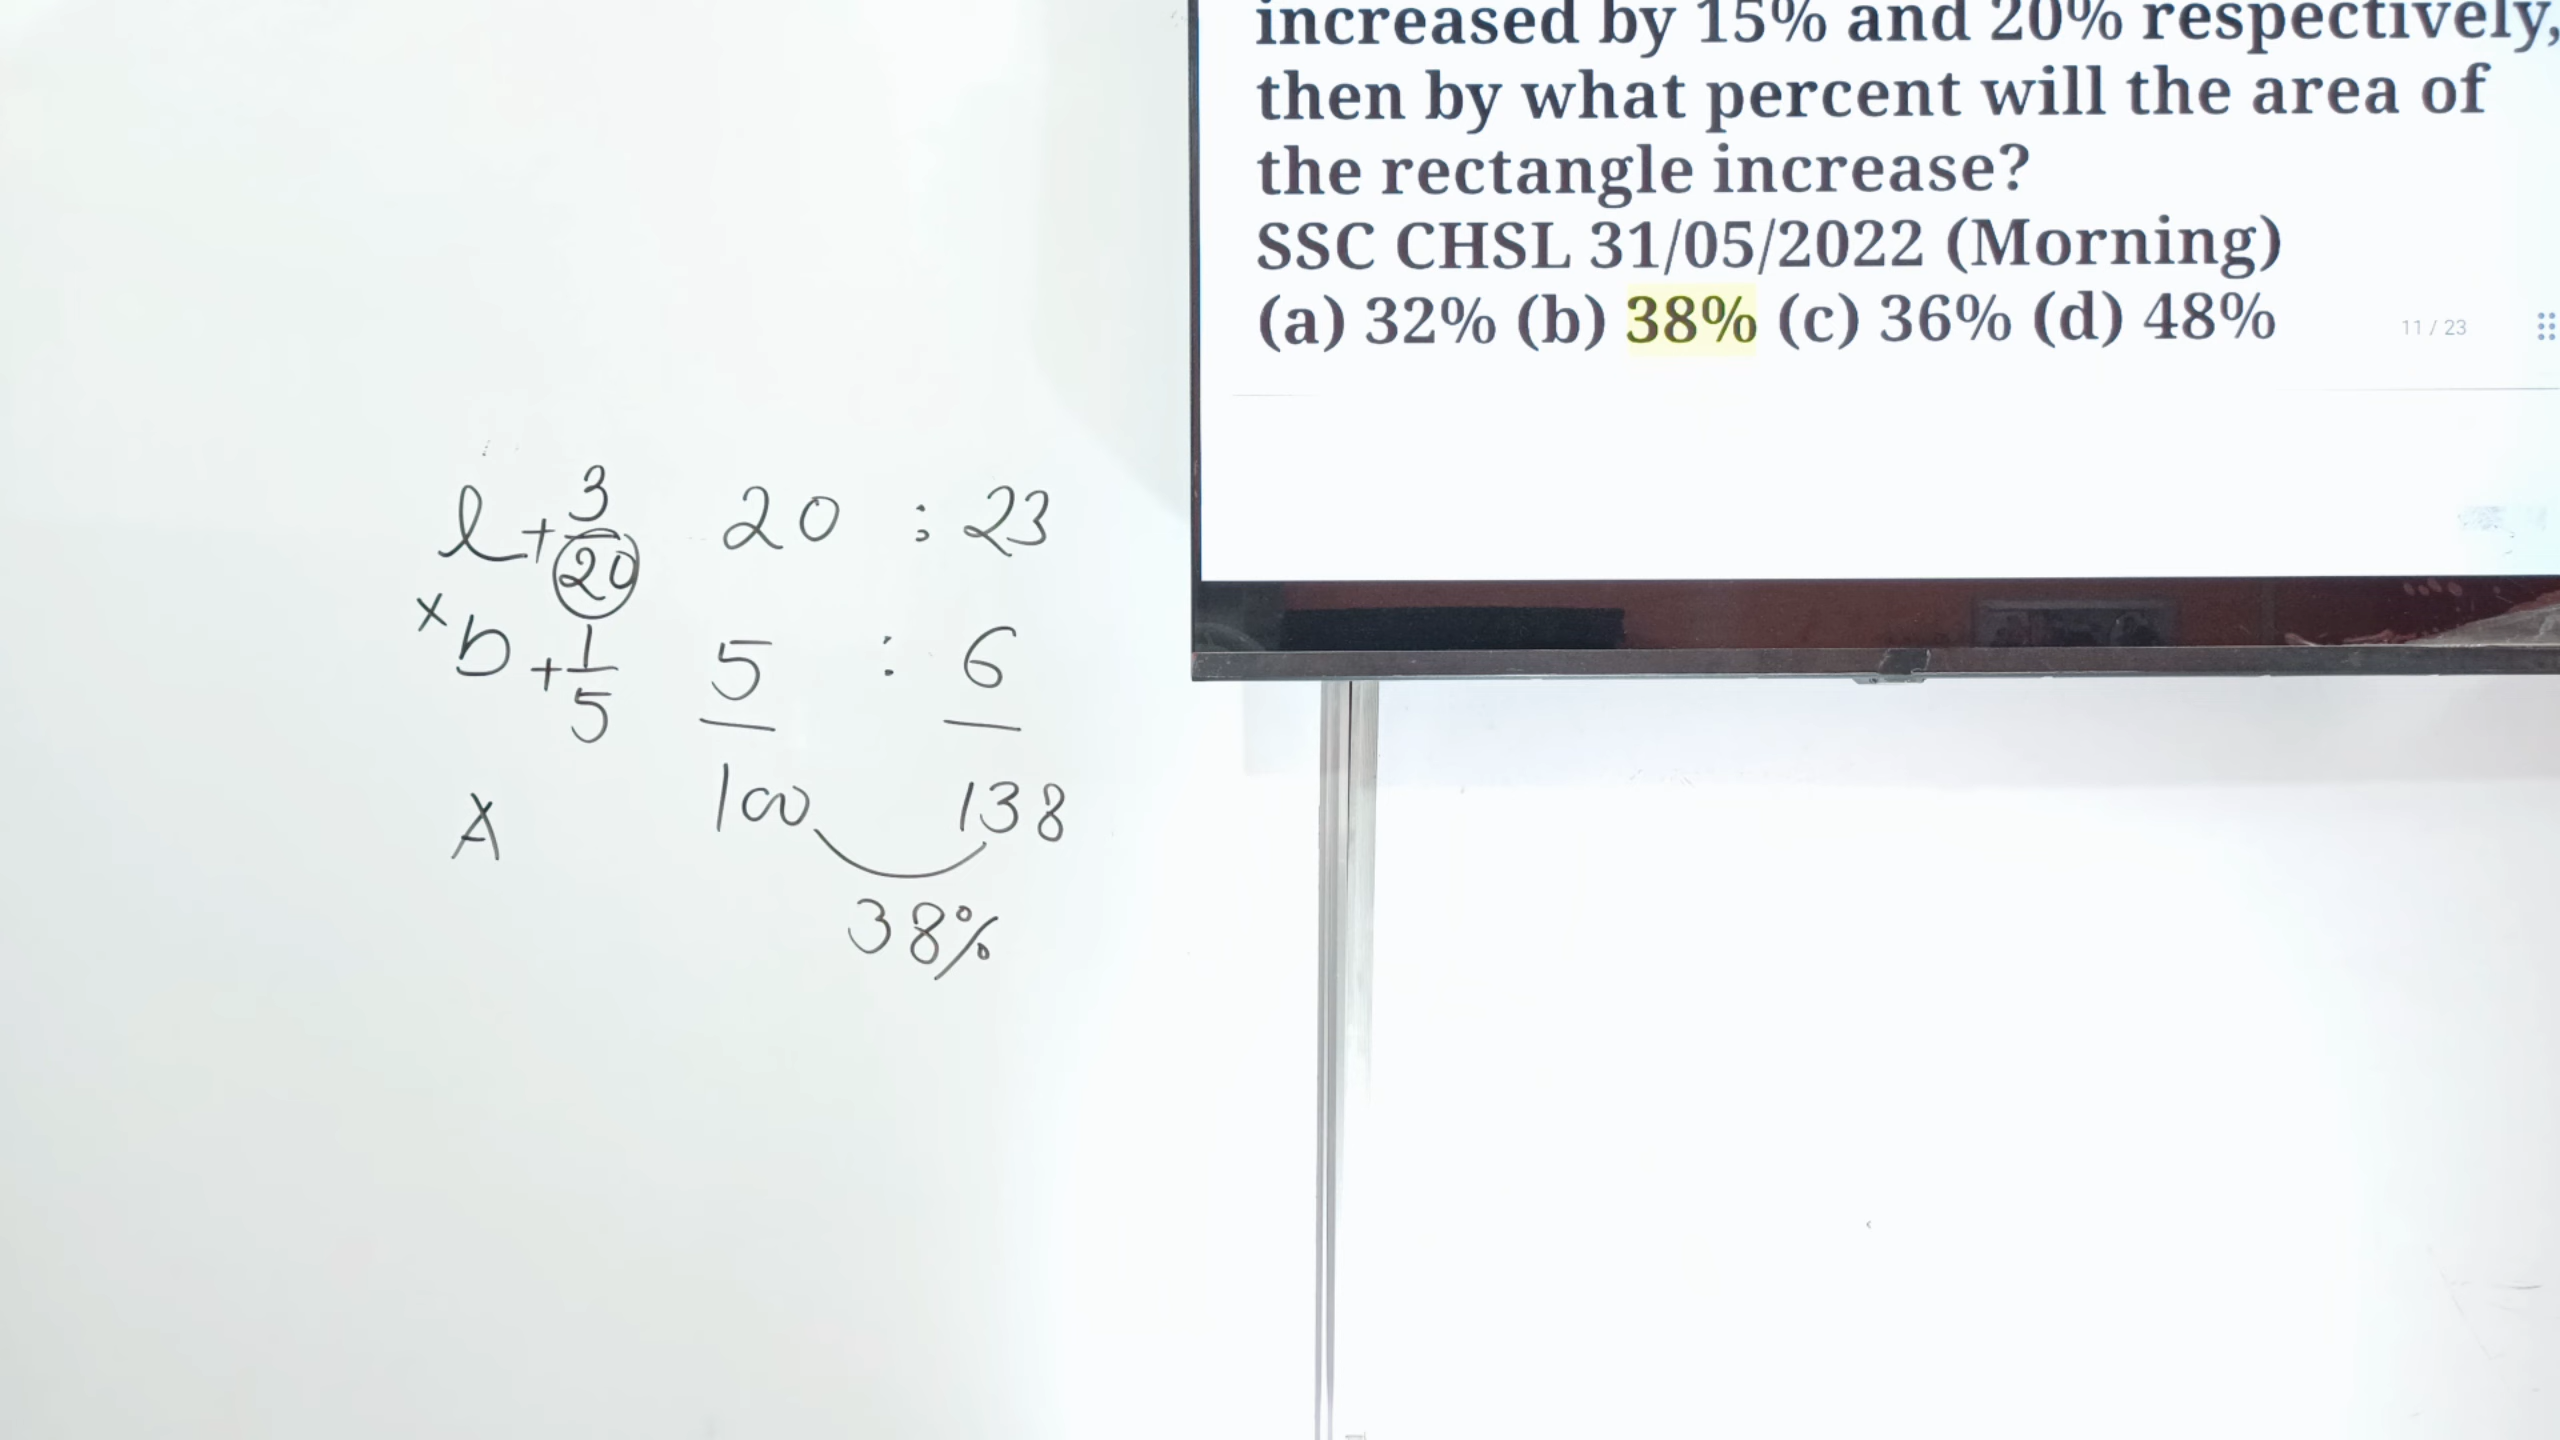 increased by 15% and 20% respectively,
then by what percent will the area of
the rectangle increase?
SSC CHSL 31/05/2022 (Morning)
(a) 32% (b) 38% (c) 36% (d) 48%
11 / 23
l + 3/20 20 : 23
x b + 1/5 5 : 6
A 100 138
38%